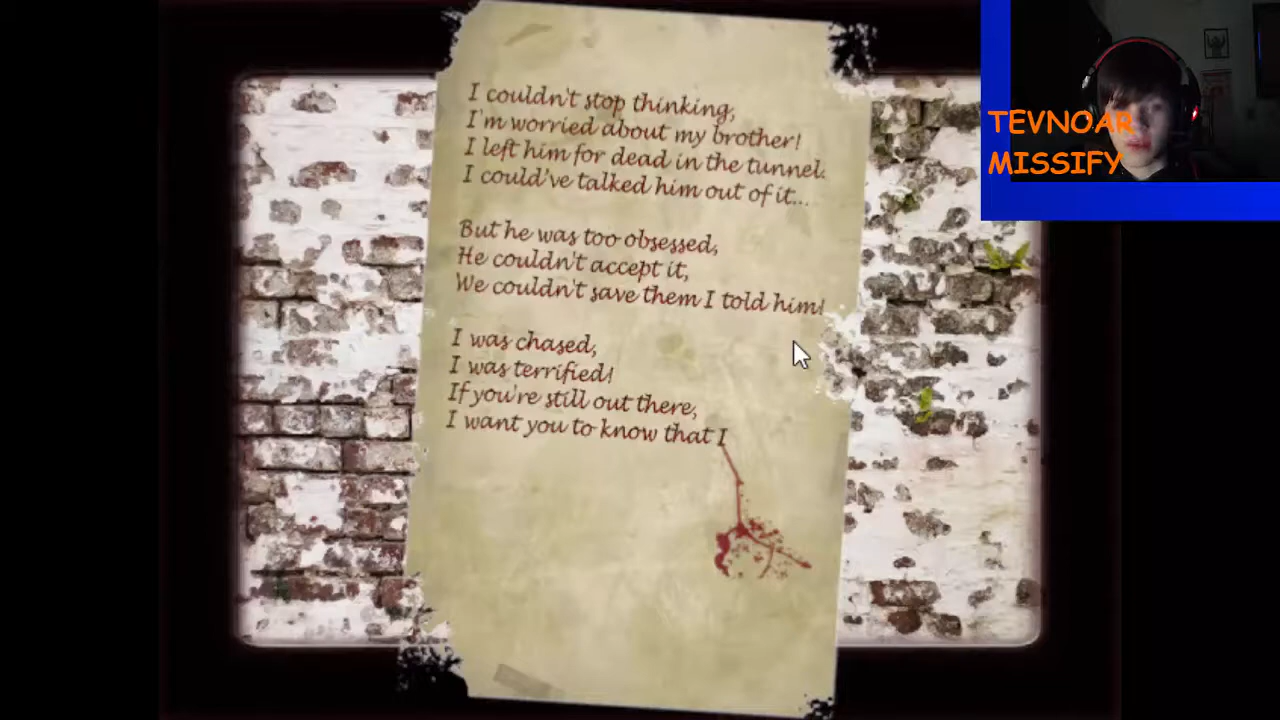 I couldn't stop thinking,
I'm worried about my brother!
I left him for dead in the tunnel.
I could've talked him out of it...
But he was too obsessed,
He couldn't accept it,
We couldn't save them I told him!
I was chased,
I was terrified!
If you're still out there,
I want you to know that I
TEVNOAR
MISSIFY